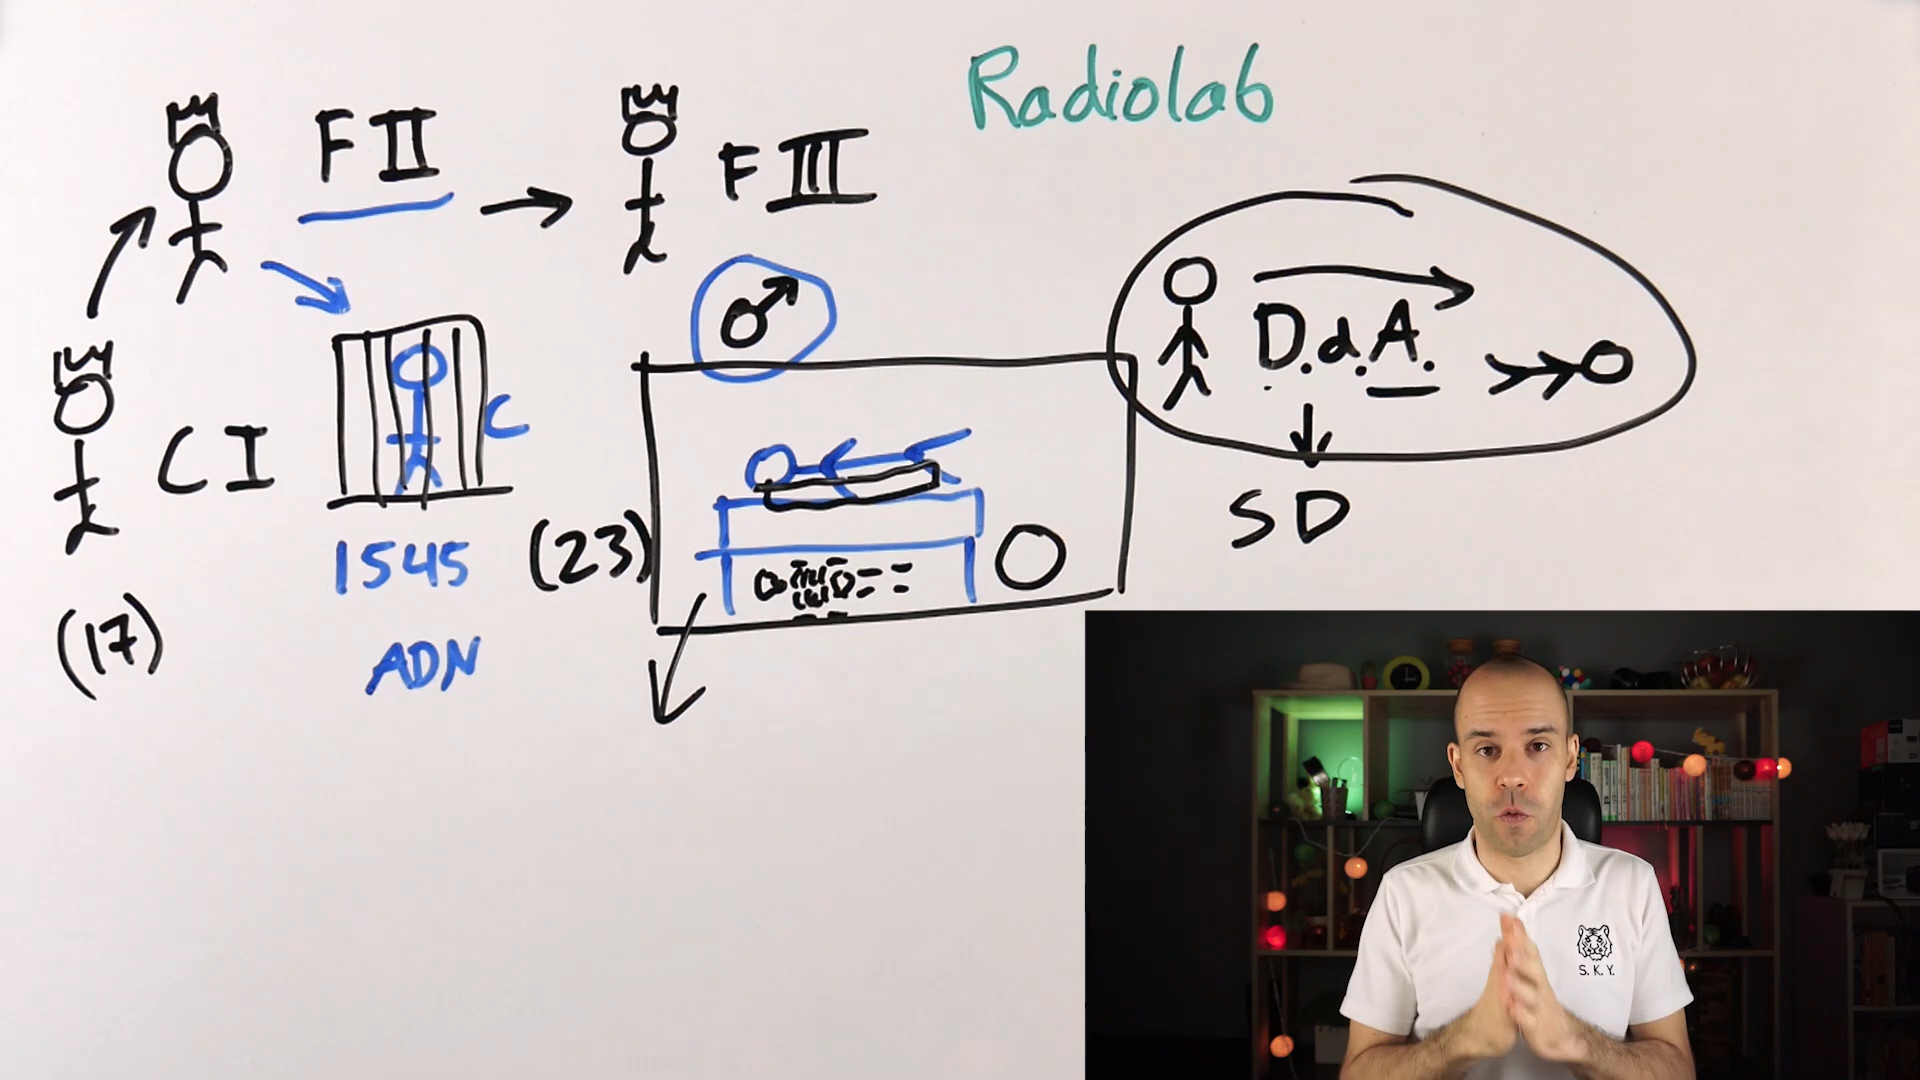 Radiolab
F II
F III
D.d.A.
C I
C
SD
1545
(23)
(17)
ADN
S. K. Y.